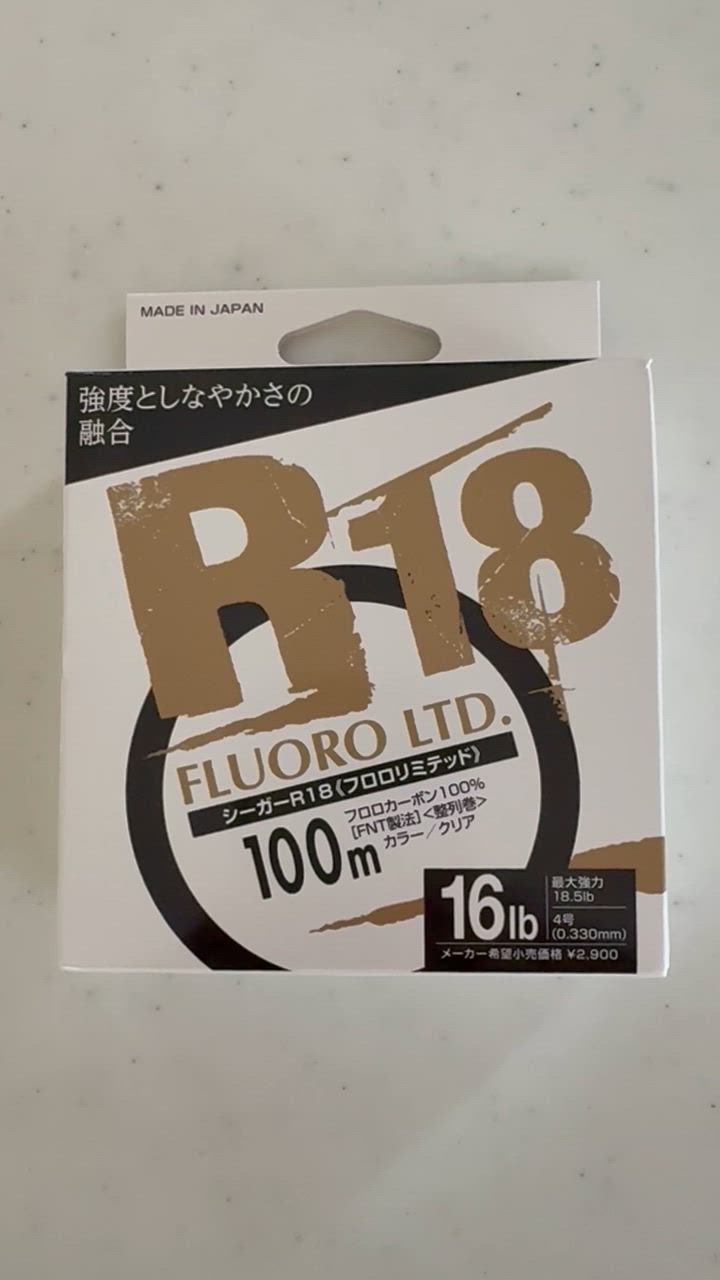 MADE IN JAPAN
強度としなやかさの
融合
R18
FLUORO LTD.
シーガーR18《フロロリミテッド》
100m
フロロカーボン100%
[FNT製法]<整列巻>
カラー／クリア
16lb
最大強力
18.5lb
4号
(0.330mm)
メーカー希望小売価格 ¥2,900